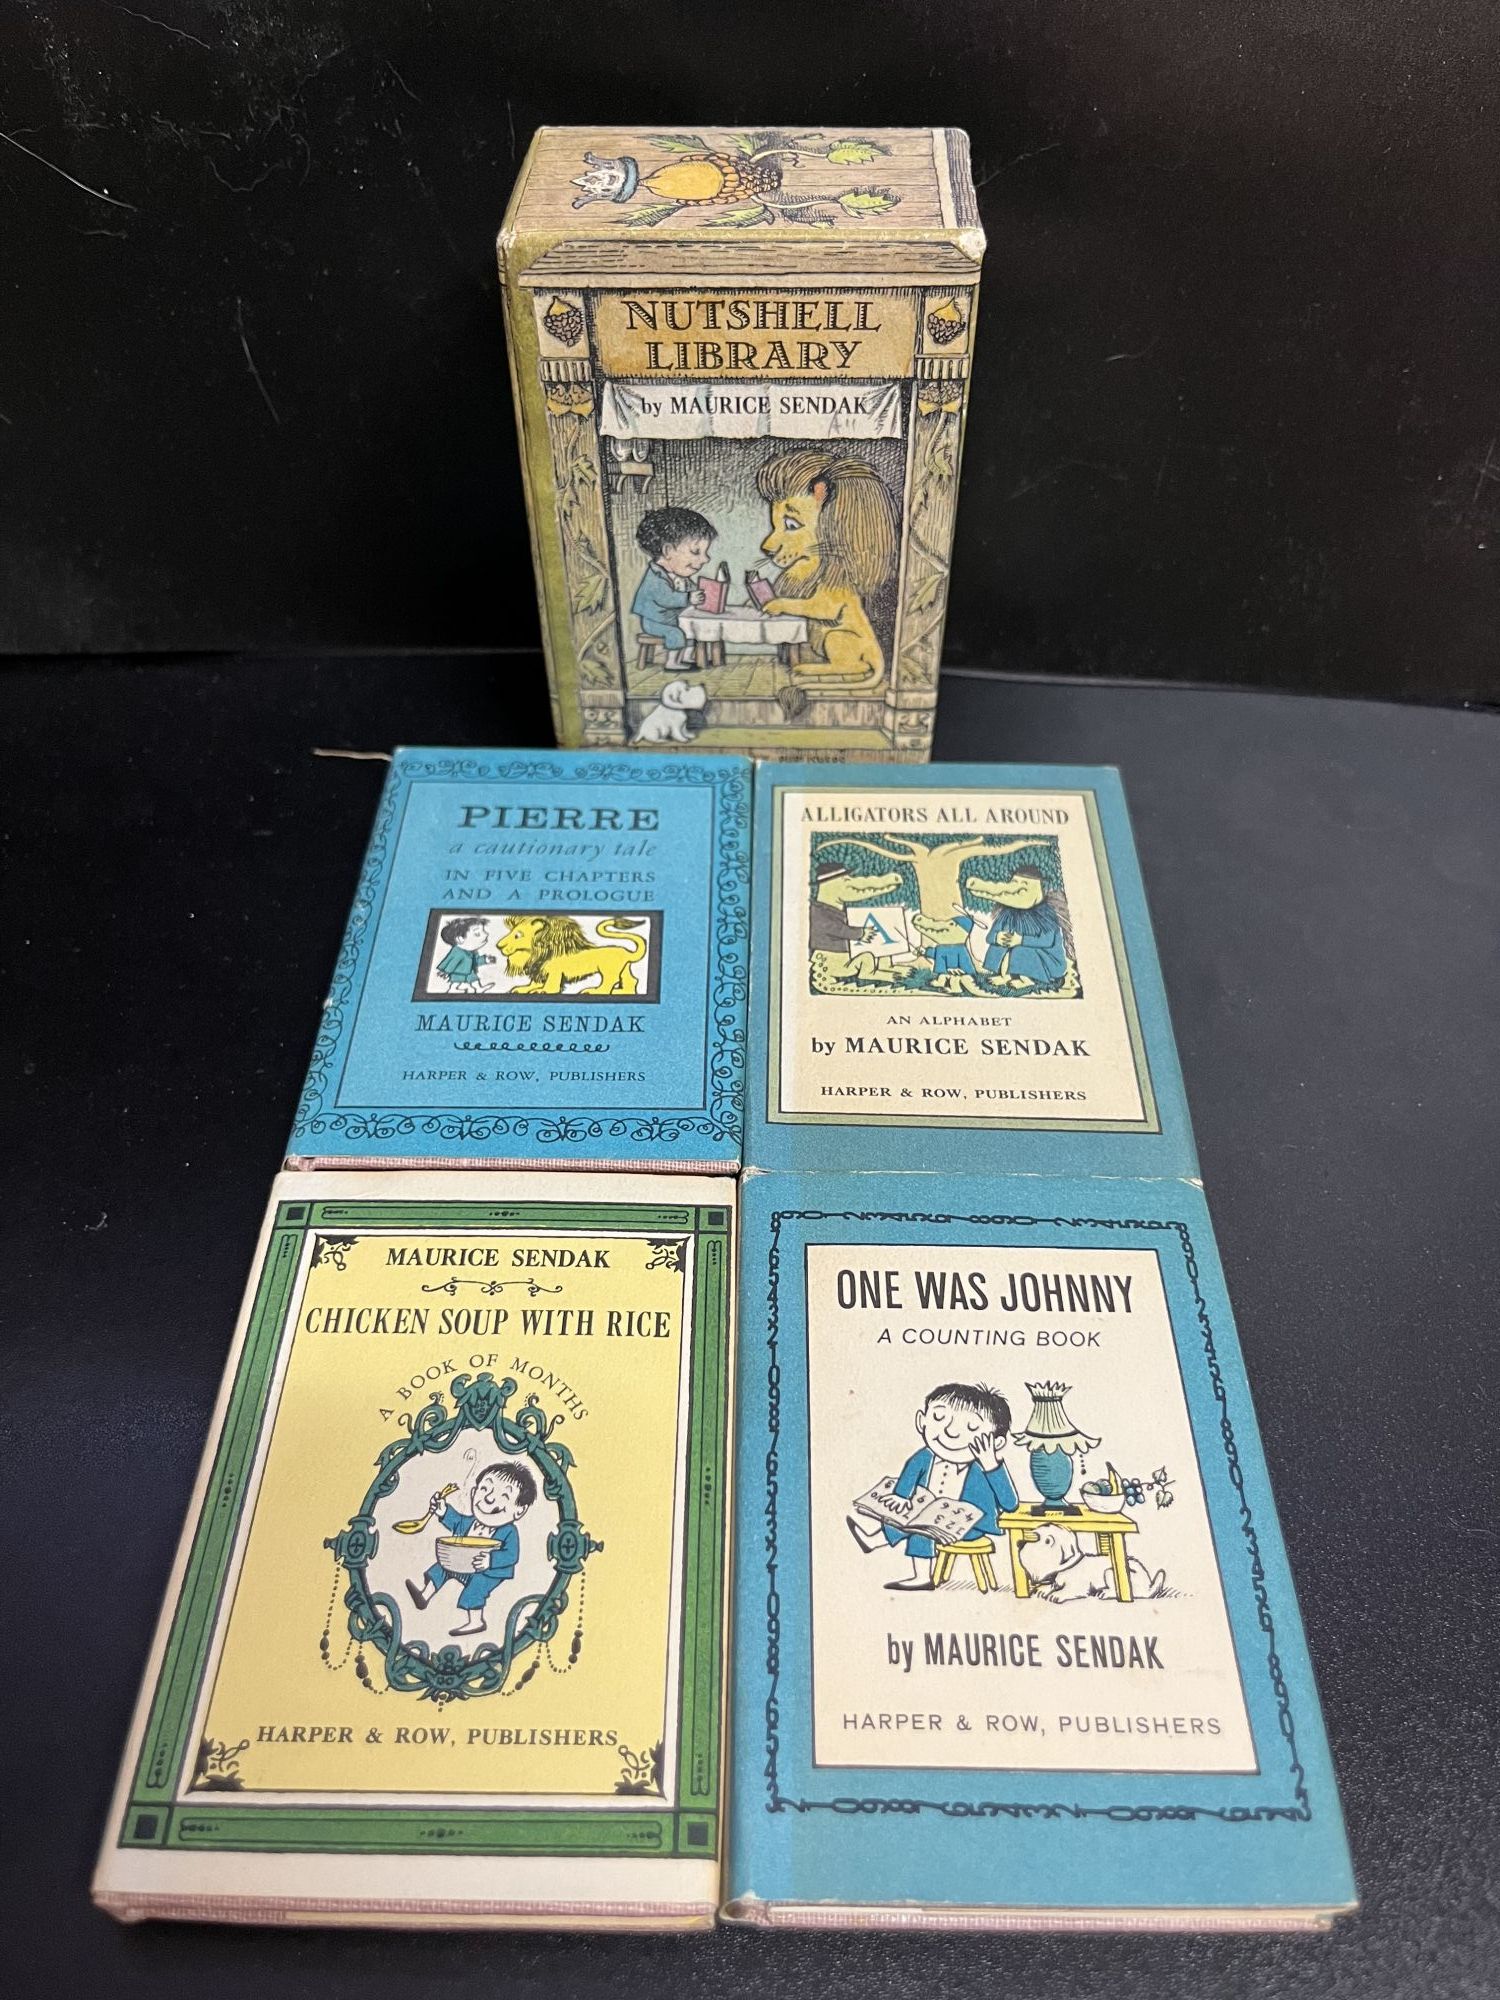 NUTSHELL
LIBRARY
by MAURICE SENDAK
PIERRE
a cautionary tale
IN FIVE CHAPTERS
AND A PROLOGUE
MAURICE SENDAK
HARPER & ROW, PUBLISHERS
ALLIGATORS ALL AROUND
A
AN ALPHABET
by MAURICE SENDAK
HARPER & ROW, PUBLISHERS
MAURICE SENDAK
CHICKEN SOUP WITH RICE
A BOOK OF MONTHS
HARPER & ROW, PUBLISHERS
ONE WAS JOHNNY
A COUNTING BOOK
by MAURICE SENDAK
HARPER & ROW, PUBLISHERS